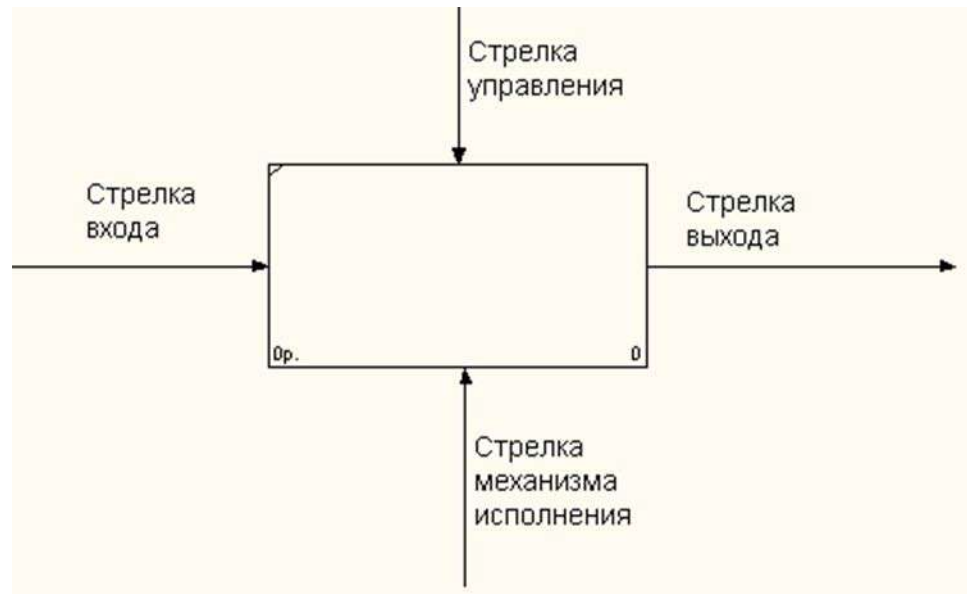 Стрелка
управления
Стрелка
входа
Стрелка
выхода
0р.
0
Стрелка
механизма
исполнения